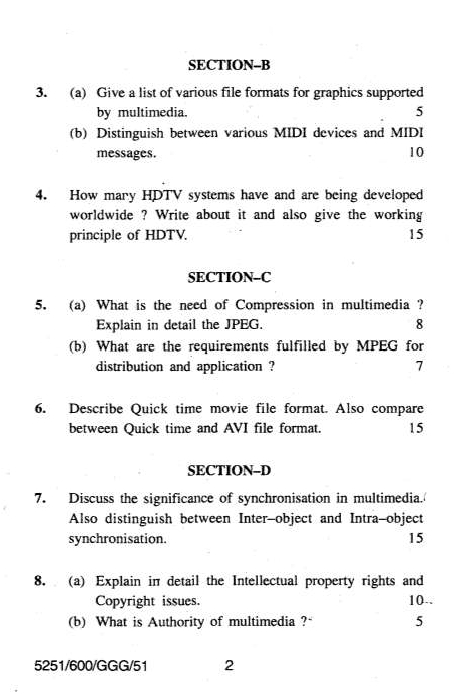 SECTION–B
3. (a) Give a list of various file formats for graphics supported
by multimedia. 5
(b) Distinguish between various MIDI devices and MIDI
messages. 10
4. How mary HDTV systems have and are being developed
worldwide ? Write about it and also give the working
principle of HDTV. 15
SECTION–C
5. (a) What is the need of Compression in multimedia ?
Explain in detail the JPEG. 8
(b) What are the requirements fulfilled by MPEG for
distribution and application ? 7
6. Describe Quick time movie file format. Also compare
between Quick time and AVI file format. 15
SECTION–D
7. Discuss the significance of synchronisation in multimedia.
Also distinguish between Inter–object and Intra–object
synchronisation. 15
8. (a) Explain in detail the Intellectual property rights and
Copyright issues. 10
(b) What is Authority of multimedia ? 5
5251/600/GGG/51 2